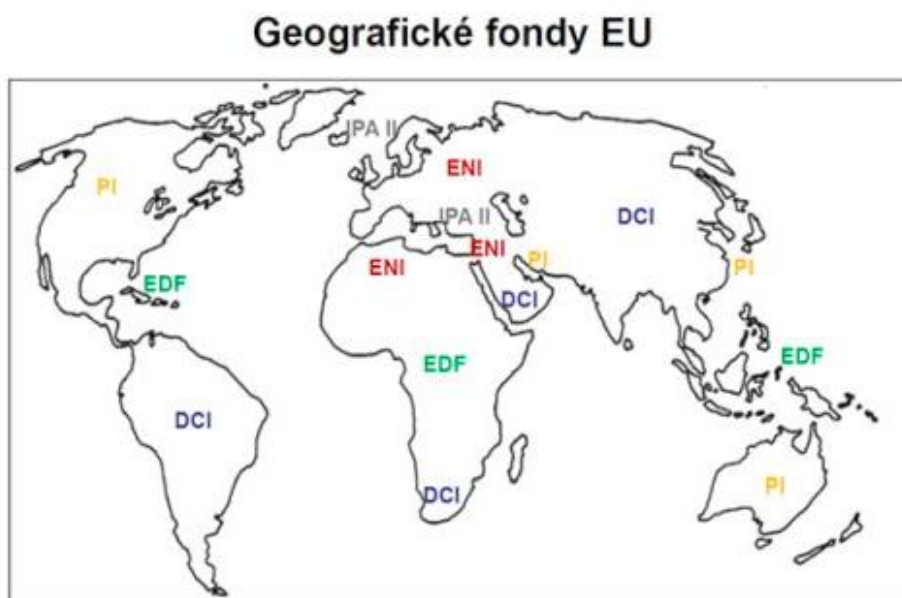 Geografické fondy EU
IPA II
ENI
PI
DCI
IPA II
ENI
PI
ENI
PI
EDF
DCI
EDF
EDF
DCI
DCI
PI